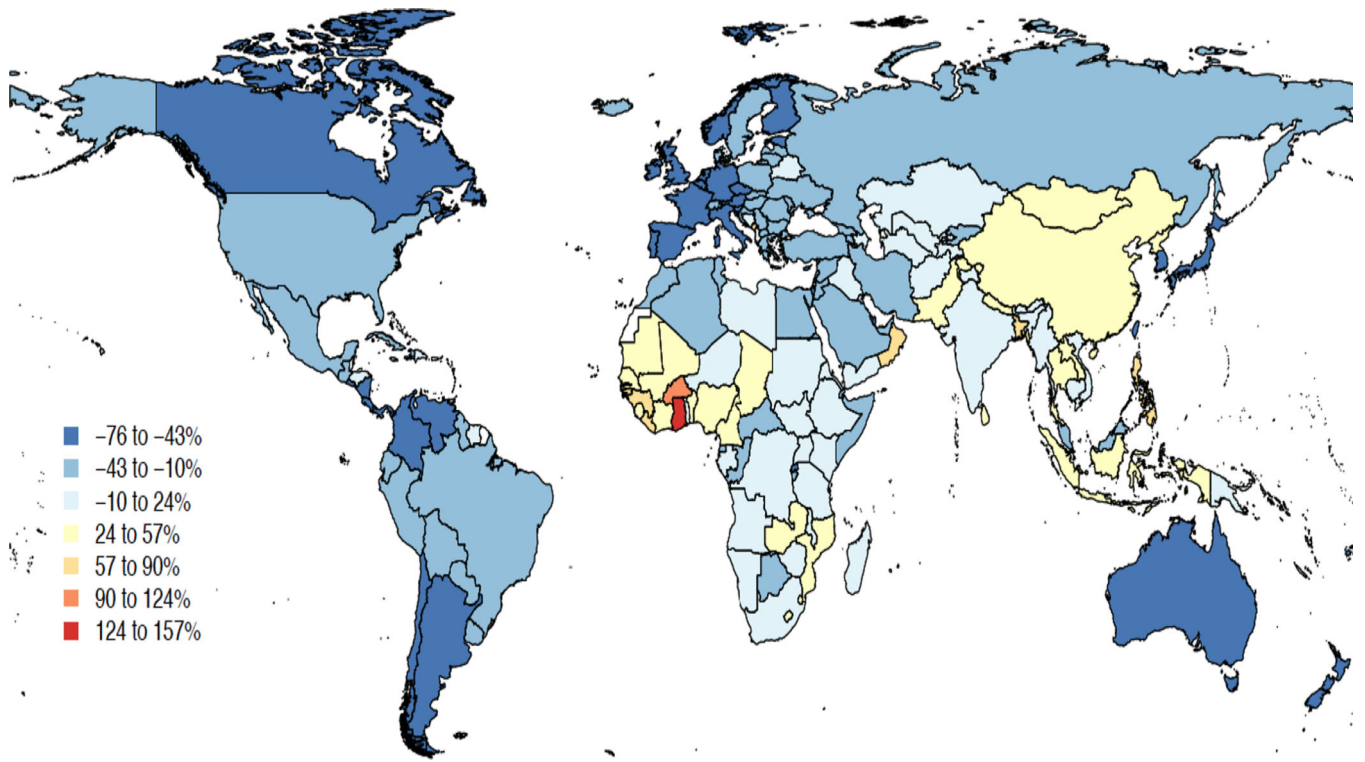 −76 to −43%
−43 to −10%
−10 to 24%
24 to 57%
57 to 90%
90 to 124%
124 to 157%